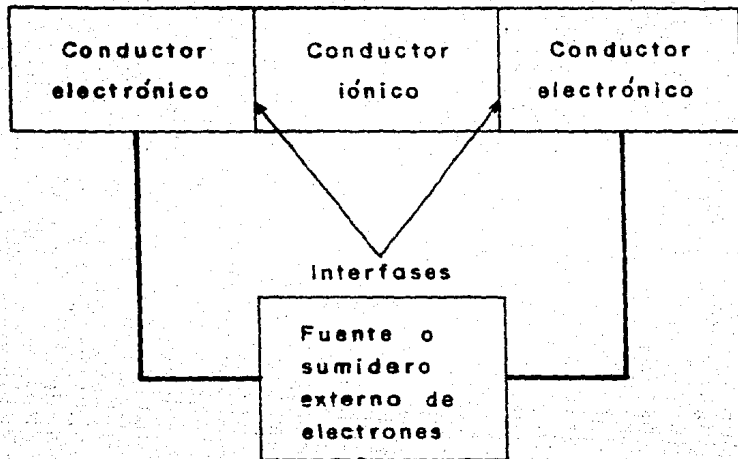 Conductor
electrónico
Conductor
iónico
Conductor
electrónico
Interfases
Fuente o
sumidero
externo de
electrones